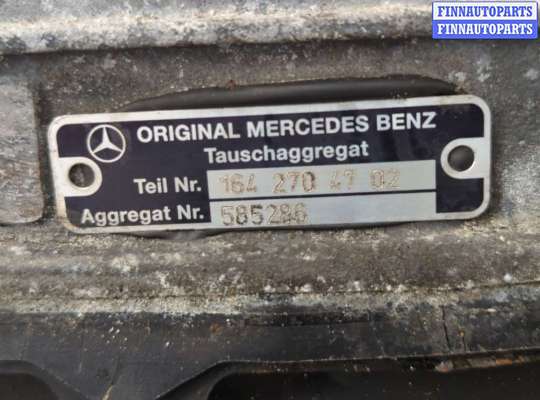 FINNAUTOPARTS
FINNAUTOPARTS
ORIGINAL MERCEDES BENZ
Tauschaggregat
Teil Nr. 164 270 47 02
Aggregat Nr. 585286